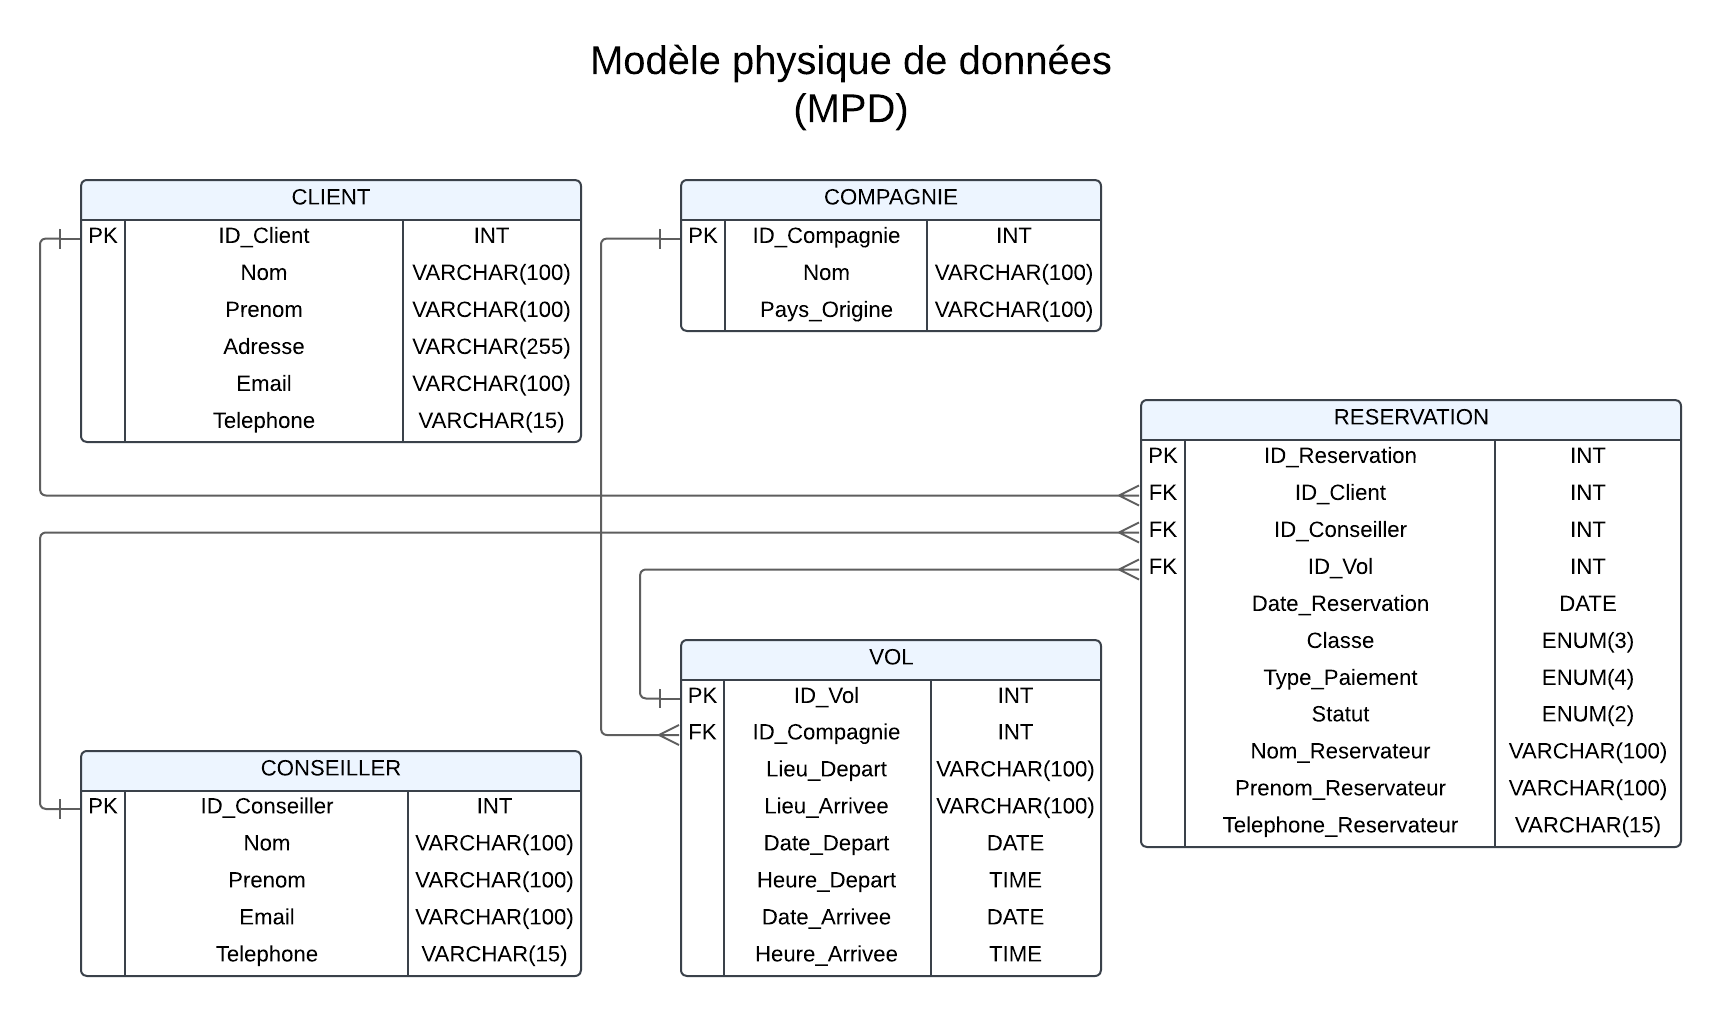 Modèle physique de données
(MPD)
CLIENT
PK ID_Client INT
Nom VARCHAR(100)
Prenom VARCHAR(100)
Adresse VARCHAR(255)
Email VARCHAR(100)
Telephone VARCHAR(15)
COMPAGNIE
PK ID_Compagnie INT
Nom VARCHAR(100)
Pays_Origine VARCHAR(100)
RESERVATION
PK ID_Reservation INT
FK ID_Client INT
FK ID_Conseiller INT
FK ID_Vol INT
Date_Reservation DATE
Classe ENUM(3)
Type_Paiement ENUM(4)
Statut ENUM(2)
Nom_Reservateur VARCHAR(100)
Prenom_Reservateur VARCHAR(100)
Telephone_Reservateur VARCHAR(15)
VOL
PK ID_Vol INT
FK ID_Compagnie INT
Lieu_Depart VARCHAR(100)
Lieu_Arrivee VARCHAR(100)
Date_Depart DATE
Heure_Depart TIME
Date_Arrivee DATE
Heure_Arrivee TIME
CONSEILLER
PK ID_Conseiller INT
Nom VARCHAR(100)
Prenom VARCHAR(100)
Email VARCHAR(100)
Telephone VARCHAR(15)